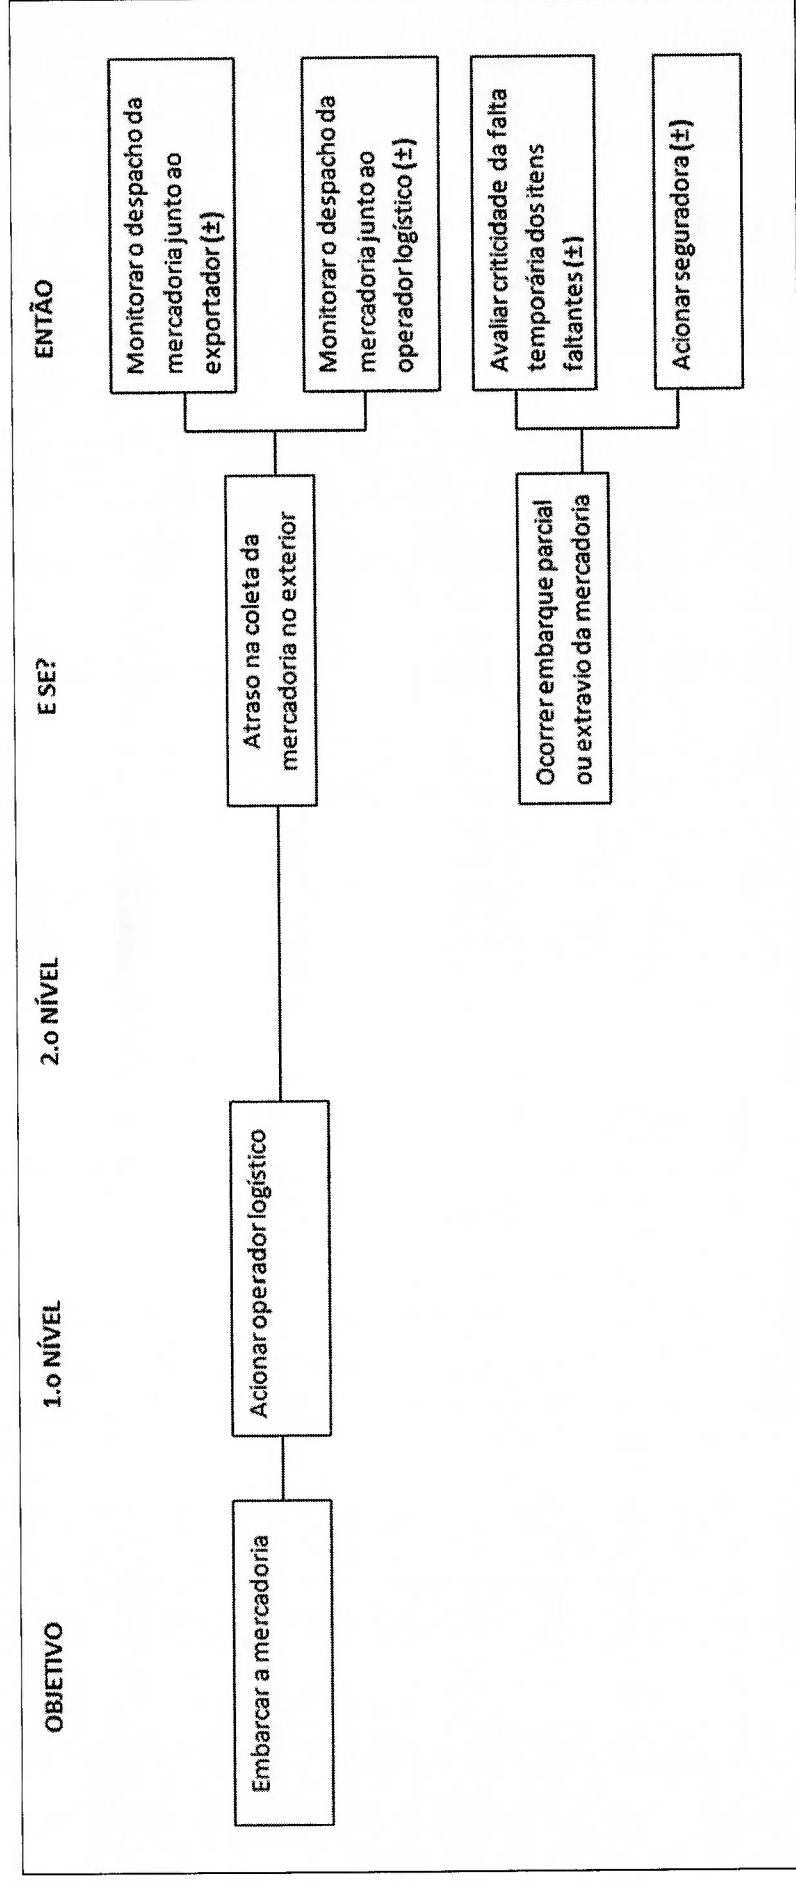 OBJETIVO
1.o NÍVEL
2.o NÍVEL
E SE?
ENTÃO
Embarcar a mercadoria
Acionar operador logístico
Atraso na coleta da
mercadoria no exterior
Monitorar o despacho da
mercadoria junto ao
exportador (±)
Monitorar o despacho da
mercadoria junto ao
operador logístico (±)
Ocorrer embarque parcial
ou extravio da mercadoria
Avaliar criticidade da falta
temporária dos itens
faltantes (±)
Acionar seguradora (±)